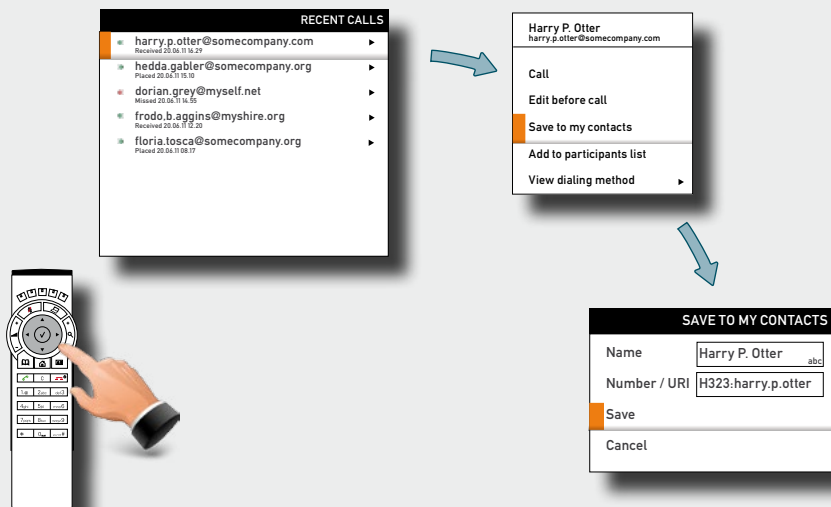 RECENT CALLS
harry.p.otter@somecompany.com
Received 20.06.11 16.29
hedda.gabler@somecompany.org
Placed 20.06.11 15.10
dorian.grey@myself.net
Missed 20.06.11 14.55
frodo.b.aggins@myshire.org
Received 20.06.11 12.20
floria.tosca@somecompany.org
Placed 20.06.11 08.17
Harry P. Otter
harry.p.otter@somecompany.com
Call
Edit before call
Save to my contacts
Add to participants list
View dialing method
SAVE TO MY CONTACTS
Name Harry P. Otter abc
Number / URI H323:harry.p.otter
Save
Cancel